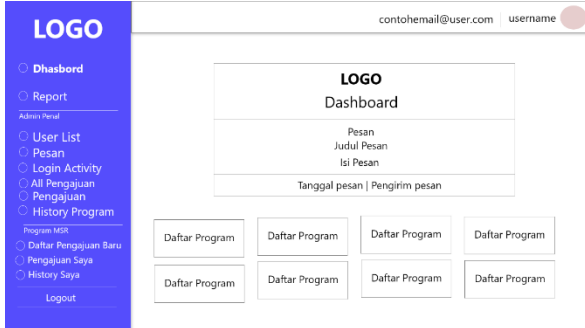 LOGO
contohemail@user.com username
Dhasbord
Report
Admin Penal
User List
Pesan
Login Activity
All Pengajuan
Pengajuan
History Program
Program MSR
Daftar Pengajuan Baru
Pengajuan Saya
History Saya
Logout
LOGO
Dashboard
Pesan
Judul Pesan
Isi Pesan
Tanggal pesan | Pengirim pesan
Daftar Program Daftar Program Daftar Program Daftar Program
Daftar Program Daftar Program Daftar Program Daftar Program